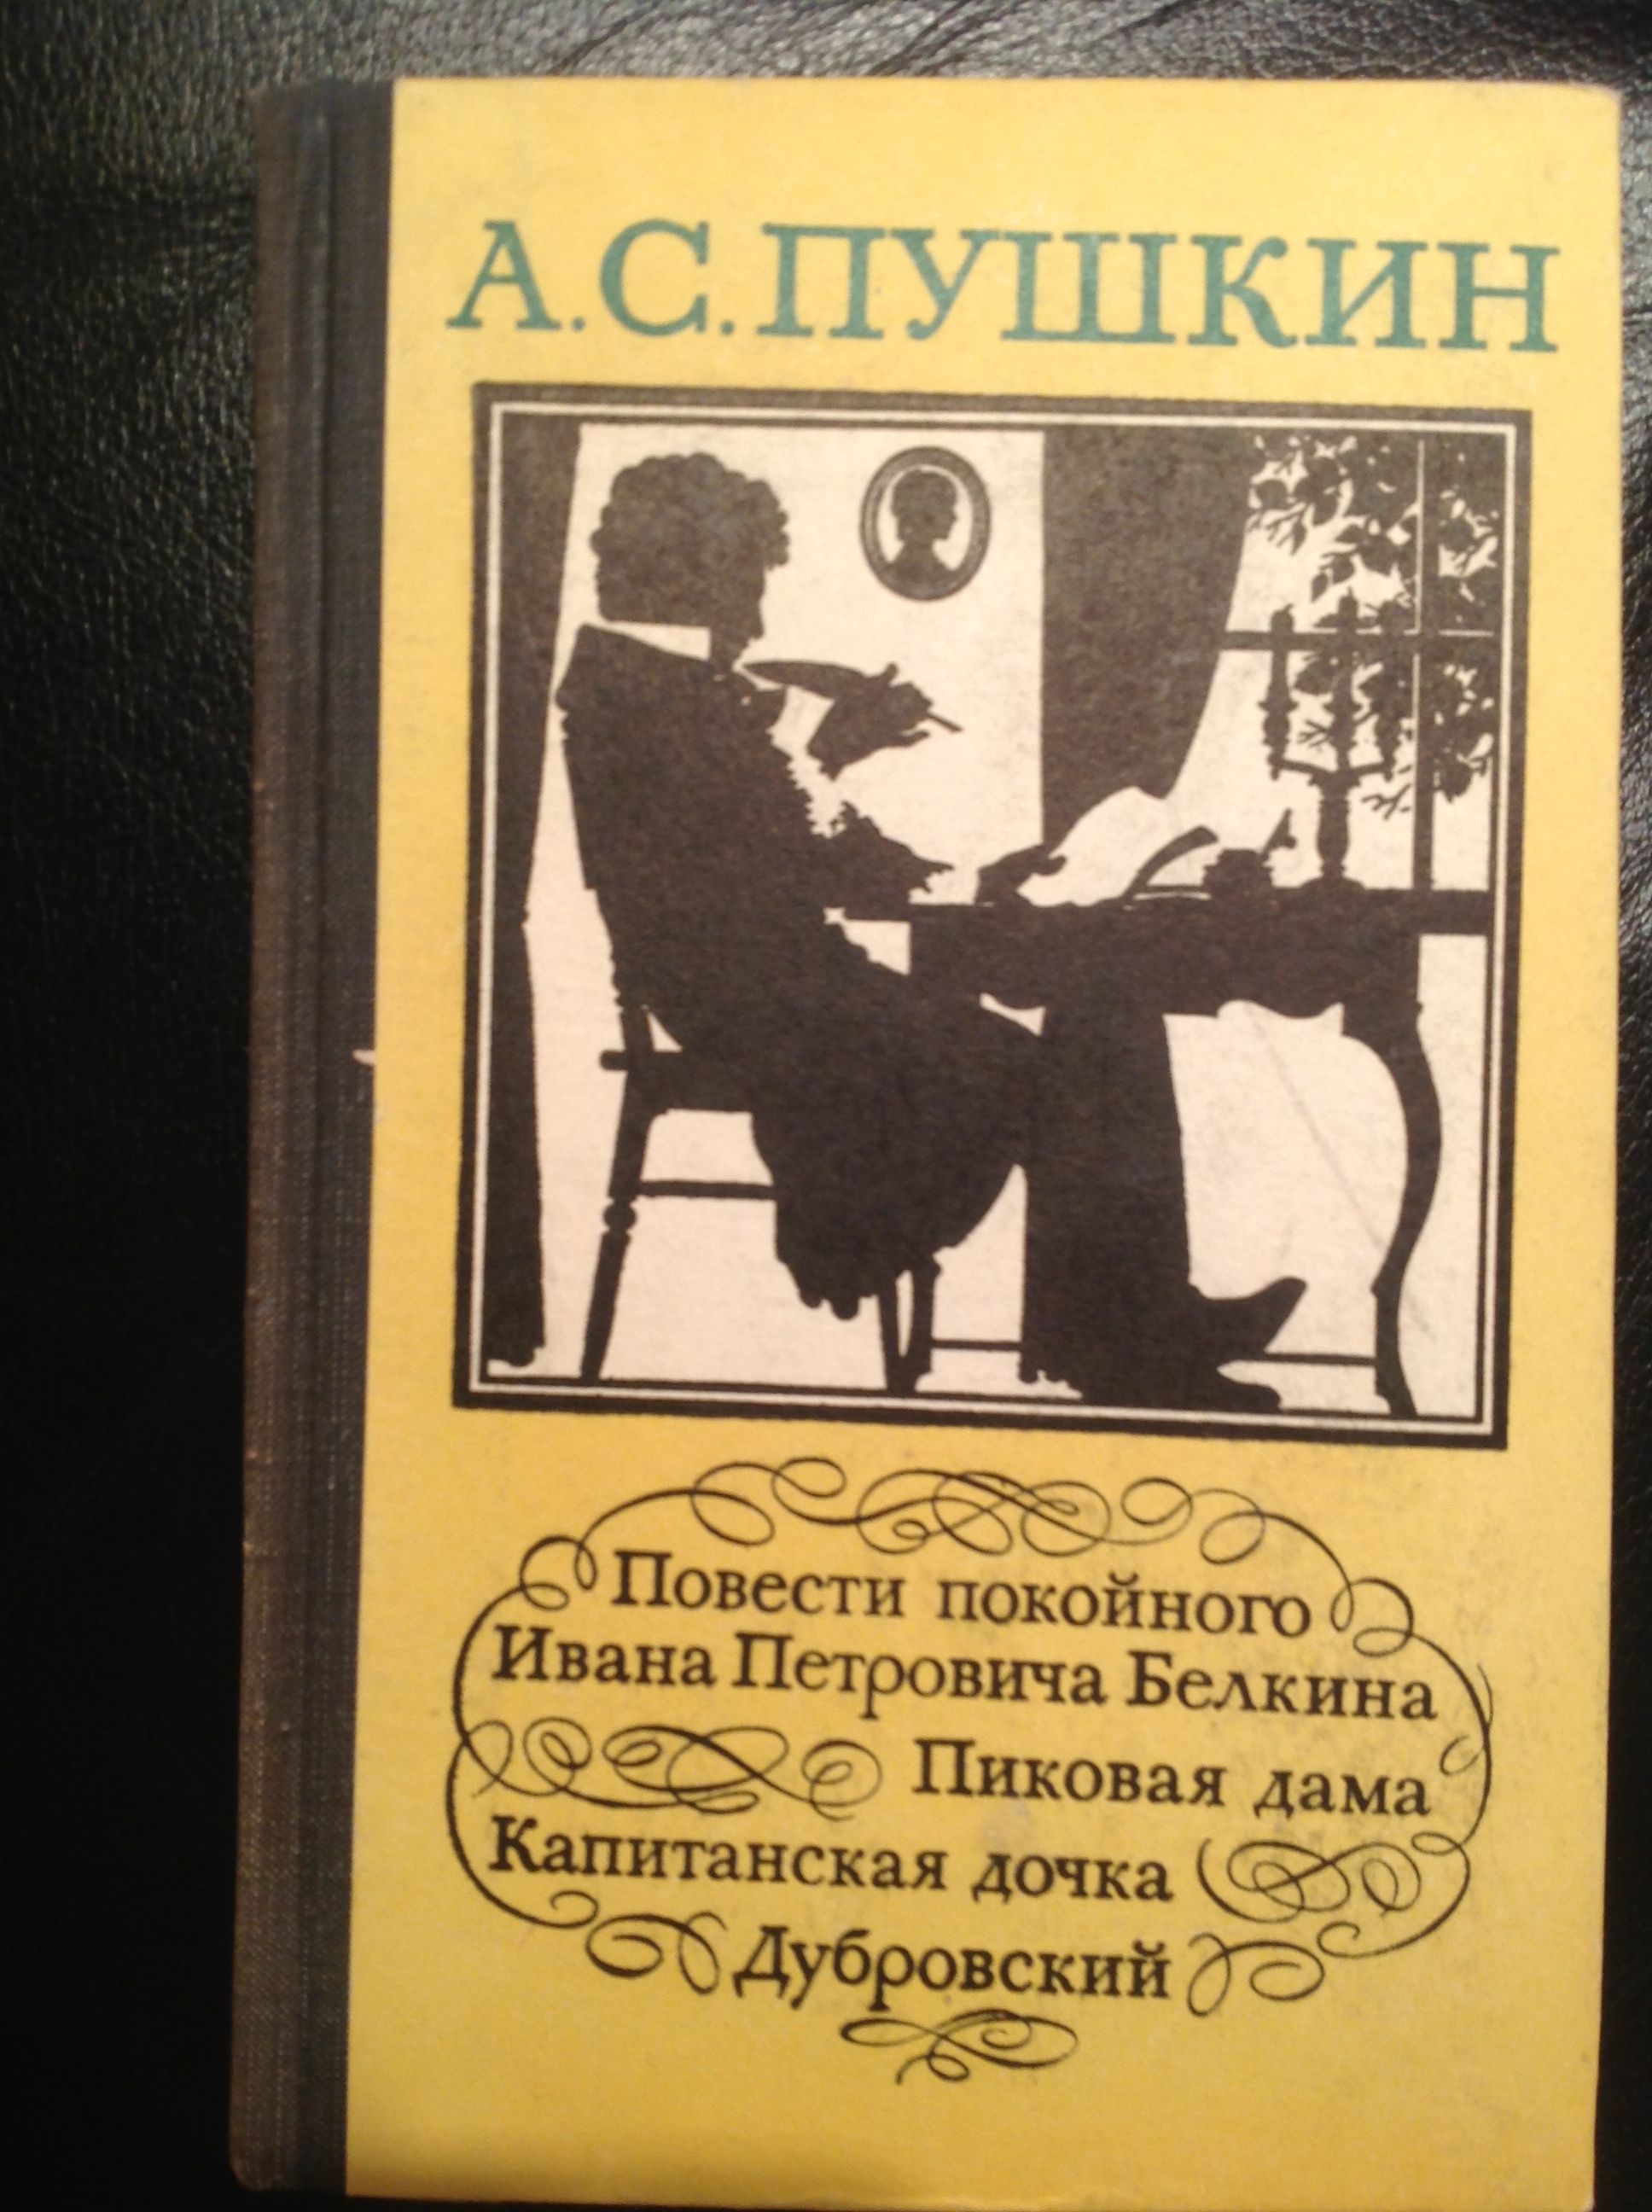 А.С.ПУШКИН
Повести покойного
Ивана Петровича Белкина
Пиковая дама
Капитанская дочка
Дубровский